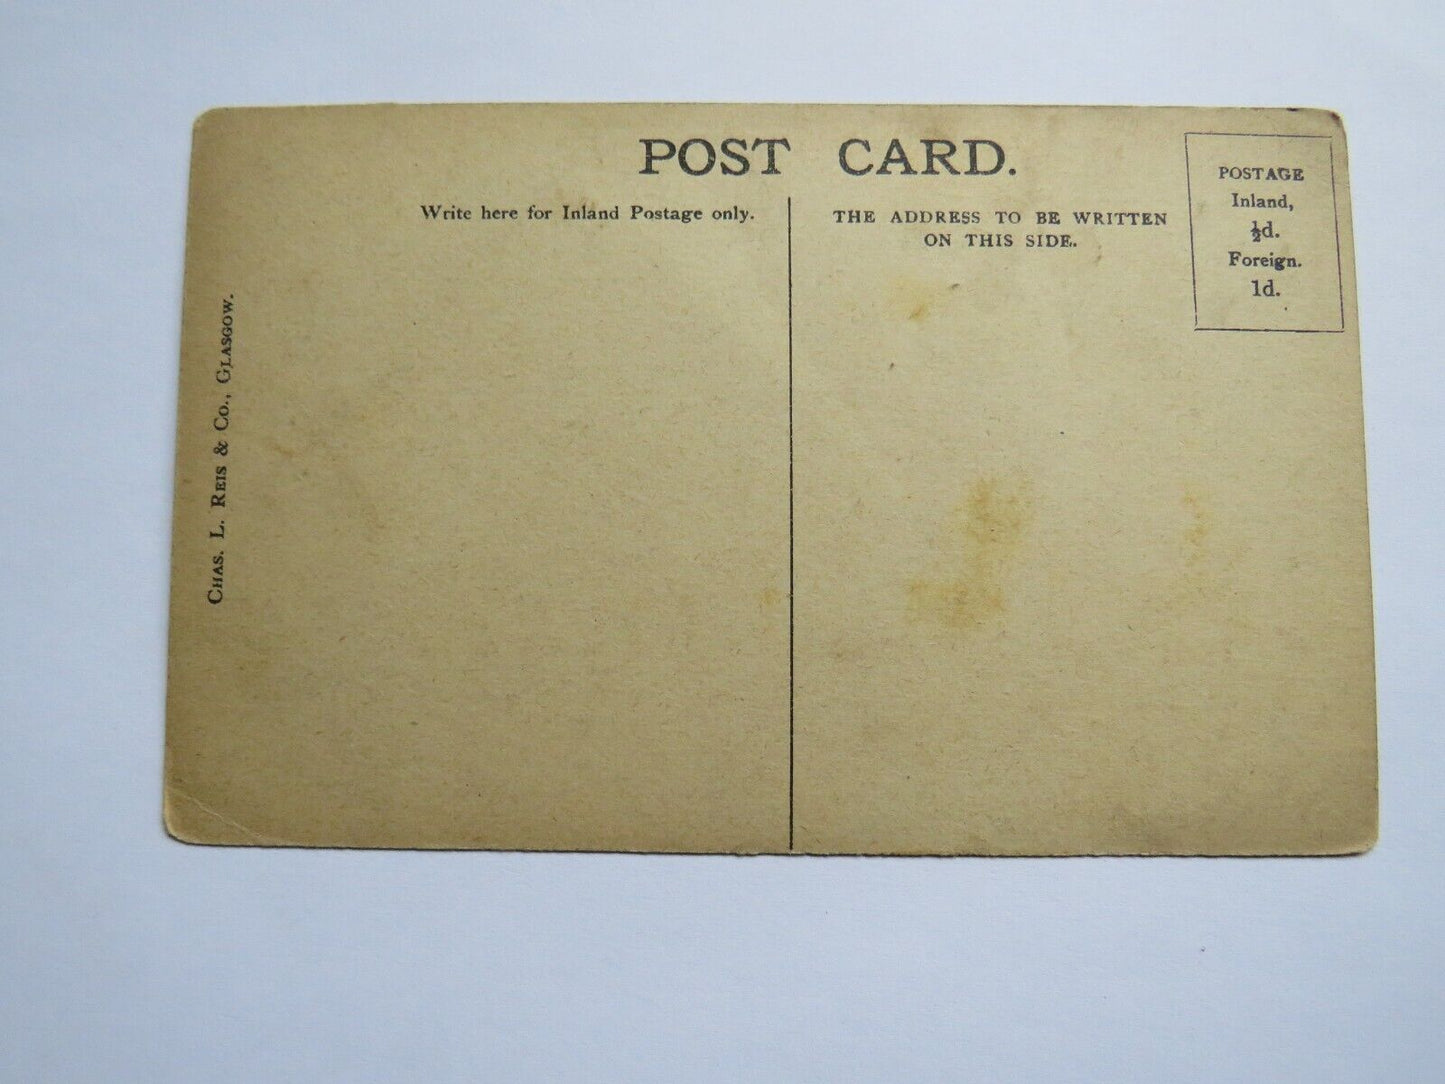 POST CARD.
Write here for Inland Postage only.
THE ADDRESS TO BE WRITTEN
ON THIS SIDE.
POSTAGE
Inland,
½d.
Foreign.
1d.
CHAS. L. REIS & CO., GLASGOW.